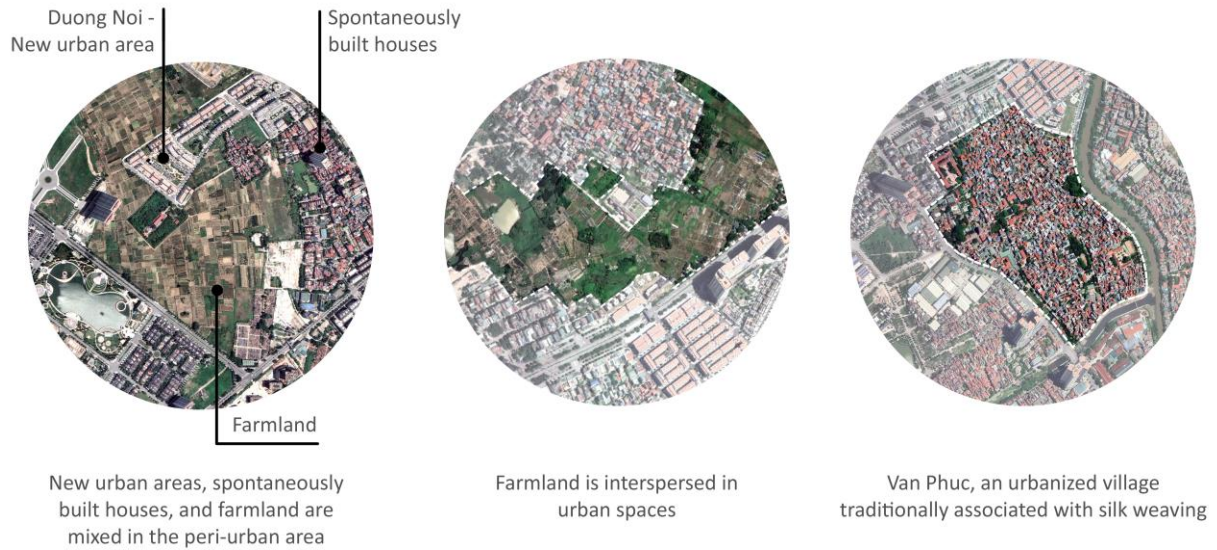 Duong Noi -
New urban area
Spontaneously
built houses
Farmland
New urban areas, spontaneously
built houses, and farmland are
mixed in the peri-urban area
Farmland is interspersed in
urban spaces
Van Phuc, an urbanized village
traditionally associated with silk weaving